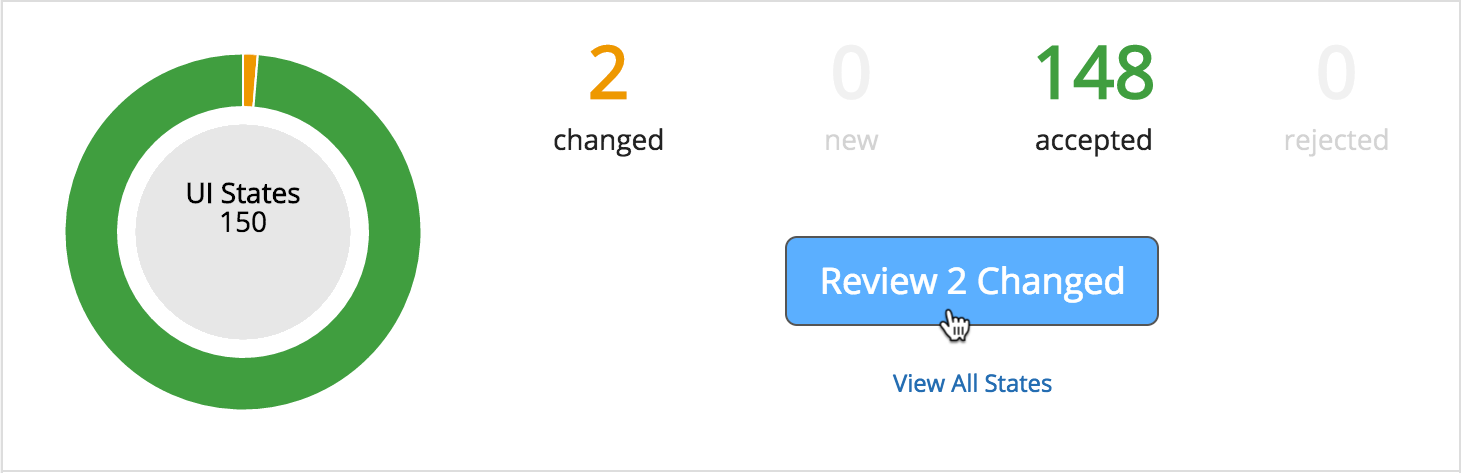 UI States
150
2
changed
0
new
148
accepted
0
rejected
Review 2 Changed
View All States